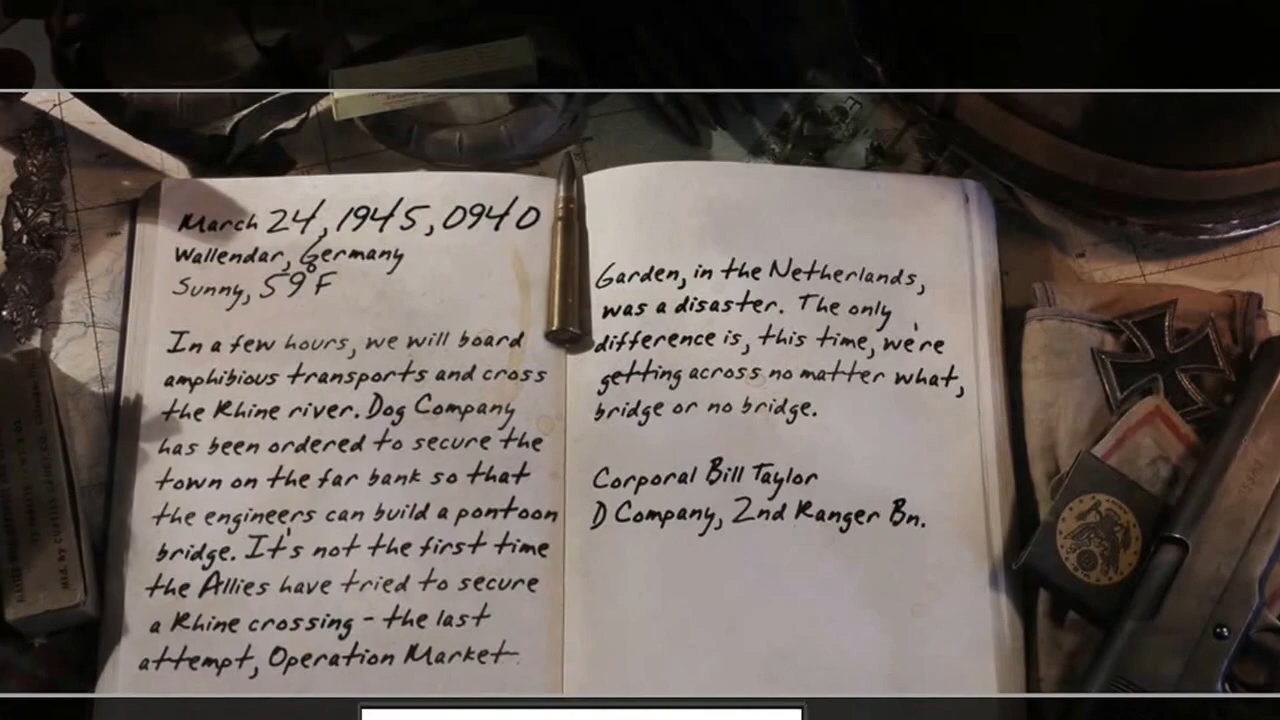 March 24, 1945, 0940
Wallendar, Germany
Sunny, 59°F
In a few hours, we will board
amphibious transports and cross
the Rhine river. Dog Company
has been ordered to secure the
town on the far bank so that
the engineers can build a pontoon
bridge. It's not the first time
the Allies have tried to secure
a Rhine crossing - the last
attempt, Operation Market
Garden, in the Netherlands,
was a disaster. The only
difference is, this time, we're
getting across no matter what,
bridge or no bridge.
Corporal Bill Taylor
D Company, 2nd Ranger Bn.